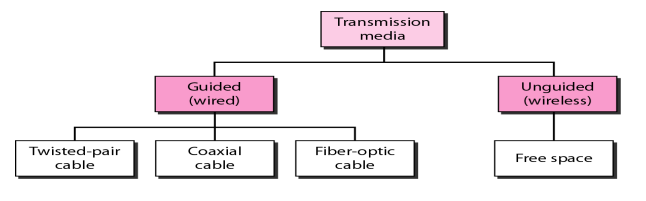 Transmission
media
Guided
(wired)
Unguided
(wireless)
Twisted-pair
cable
Coaxial
cable
Fiber-optic
cable
Free space